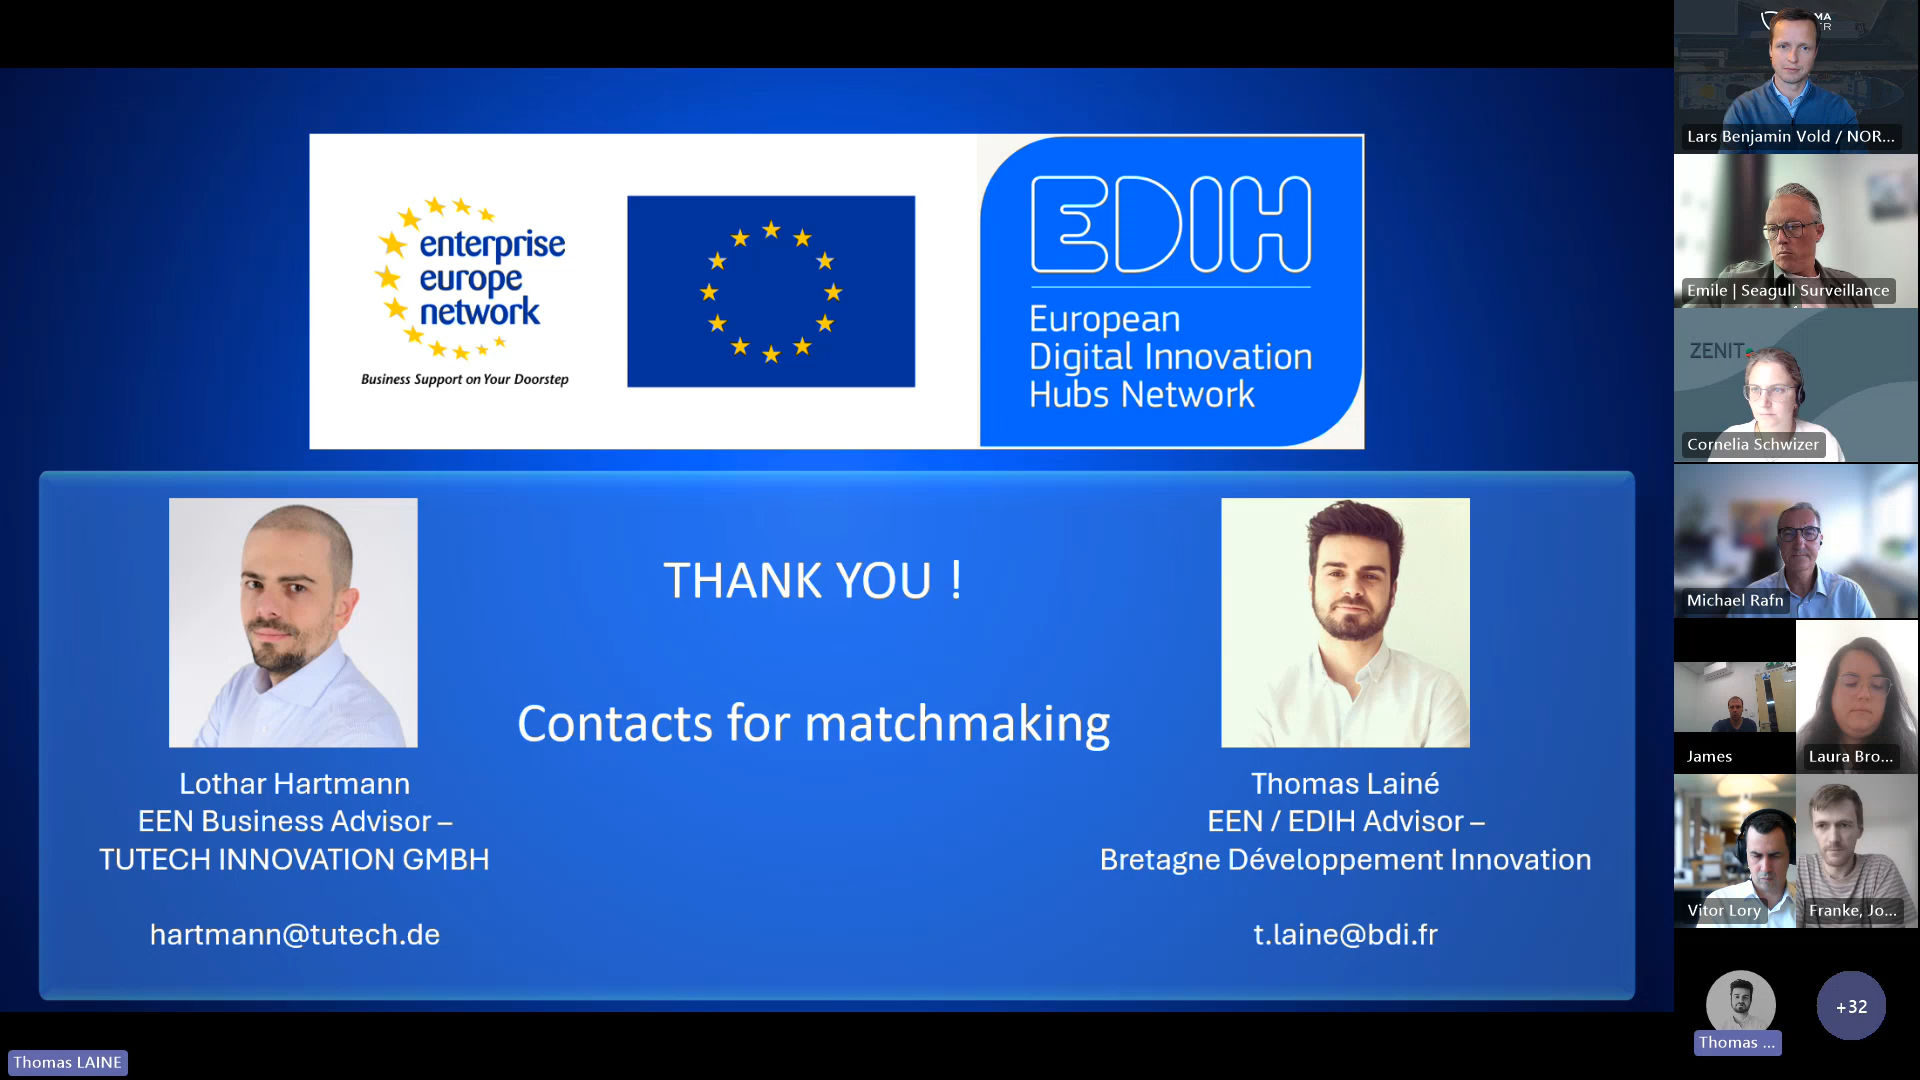 enterprise
europe
network
Business Support on Your Doorstep
EDIH
European
Digital Innovation
Hubs Network
THANK YOU !
Contacts for matchmaking
Lothar Hartmann
EEN Business Advisor –
TUTECH INNOVATION GMBH
hartmann@tutech.de
Thomas Lainé
EEN / EDIH Advisor –
Bretagne Développement Innovation
t.laine@bdi.fr
Thomas LAINE
Lars Benjamin Vold / NOR...
Emile | Seagull Surveillance
ZENIT
Cornelia Schwizer
Michael Rafn
James
Laura Bro...
Vitor Lory
Franke, Jo...
Thomas ...
+32